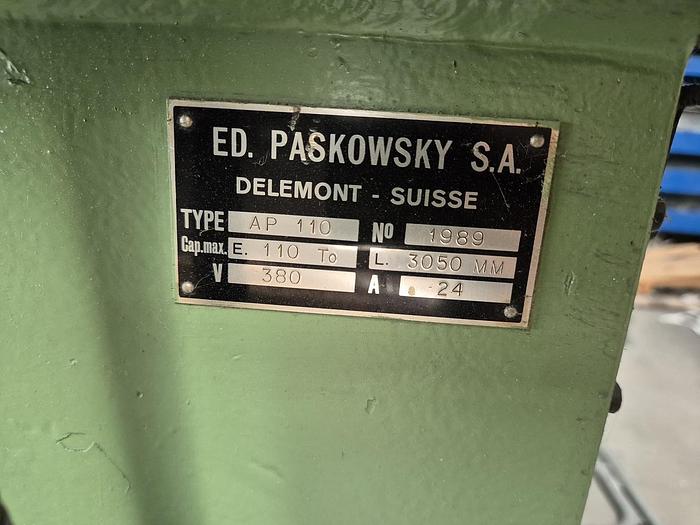 ED. PASKOWSKY S.A.
DELEMONT - SUISSE
TYPE AP 110 No 1989
Cap.max. E. 110 To L. 3050 MM
V 380 A 24